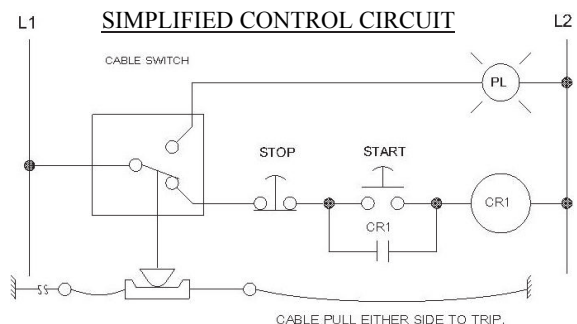 SIMPLIFIED CONTROL CIRCUIT
L1
L2
CABLE SWITCH
PL
STOP
START
CR1
CR1
CABLE PULL EITHER SIDE TO TRIP.